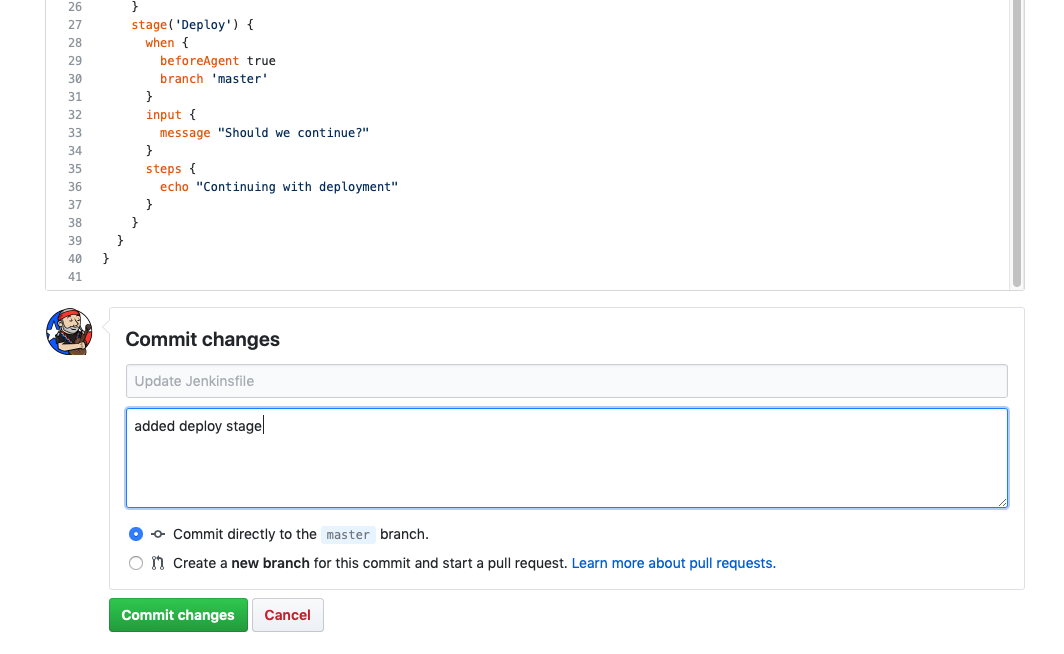 26 }
27 stage('Deploy') {
28 when {
29 beforeAgent true
30 branch 'master'
31 }
32 input {
33 message "Should we continue?"
34 }
35 steps {
36 echo "Continuing with deployment"
37 }
38 }
39 }
40 }
41
Commit changes
Update Jenkinsfile
added deploy stage
Commit directly to the master branch.
Create a new branch for this commit and start a pull request. Learn more about pull requests.
Commit changes Cancel